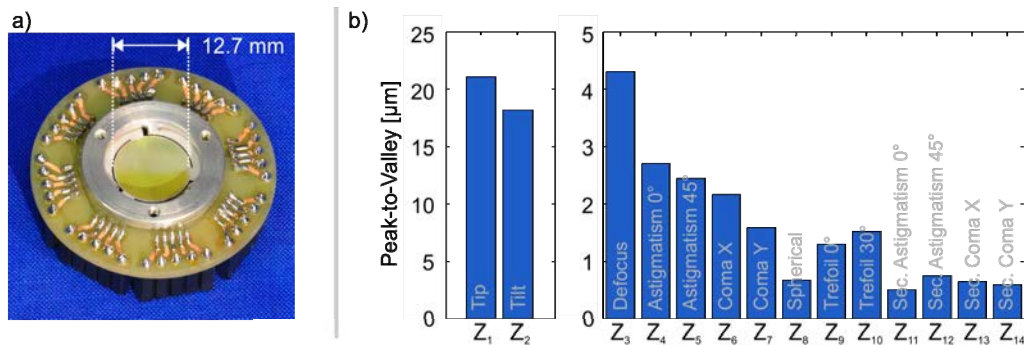 a)
12.7 mm
b)
Peak-to-Valley [µm]
25
20
15
10
5
0
Tip
Tilt
Z1
Z2
5
4
3
2
1
0
Defocus
Astigmatism 0°
Astigmatism 45°
Coma X
Coma Y
Spherical
Trefoil 0°
Trefoil 30°
Sec. Astigmatism 0°
Sec. Astigmatism 45°
Sec. Coma X
Sec. Coma Y
Z3
Z4
Z5
Z6
Z7
Z8
Z9
Z10
Z11
Z12
Z13
Z14